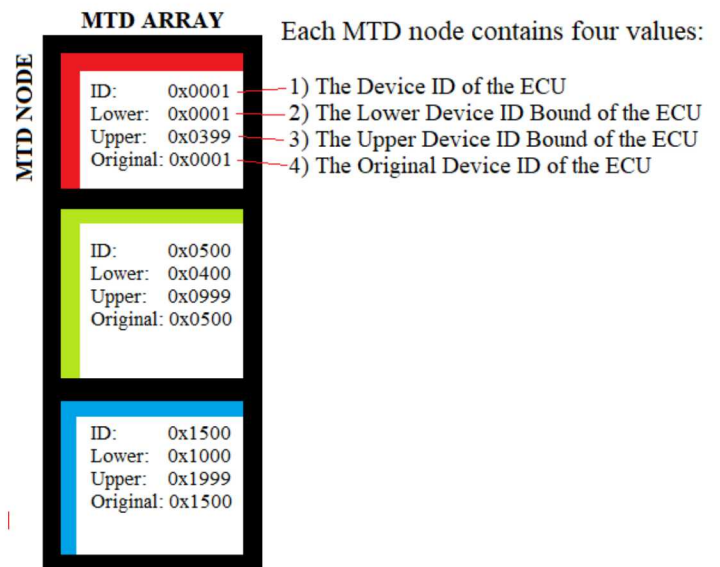 MTD ARRAY
Each MTD node contains four values:
MTD NODE
ID: 0x0001
Lower: 0x0001
Upper: 0x0399
Original: 0x0001
1) The Device ID of the ECU
2) The Lower Device ID Bound of the ECU
3) The Upper Device ID Bound of the ECU
4) The Original Device ID of the ECU
ID: 0x0500
Lower: 0x0400
Upper: 0x0999
Original: 0x0500
ID: 0x1500
Lower: 0x1000
Upper: 0x1999
Original: 0x1500